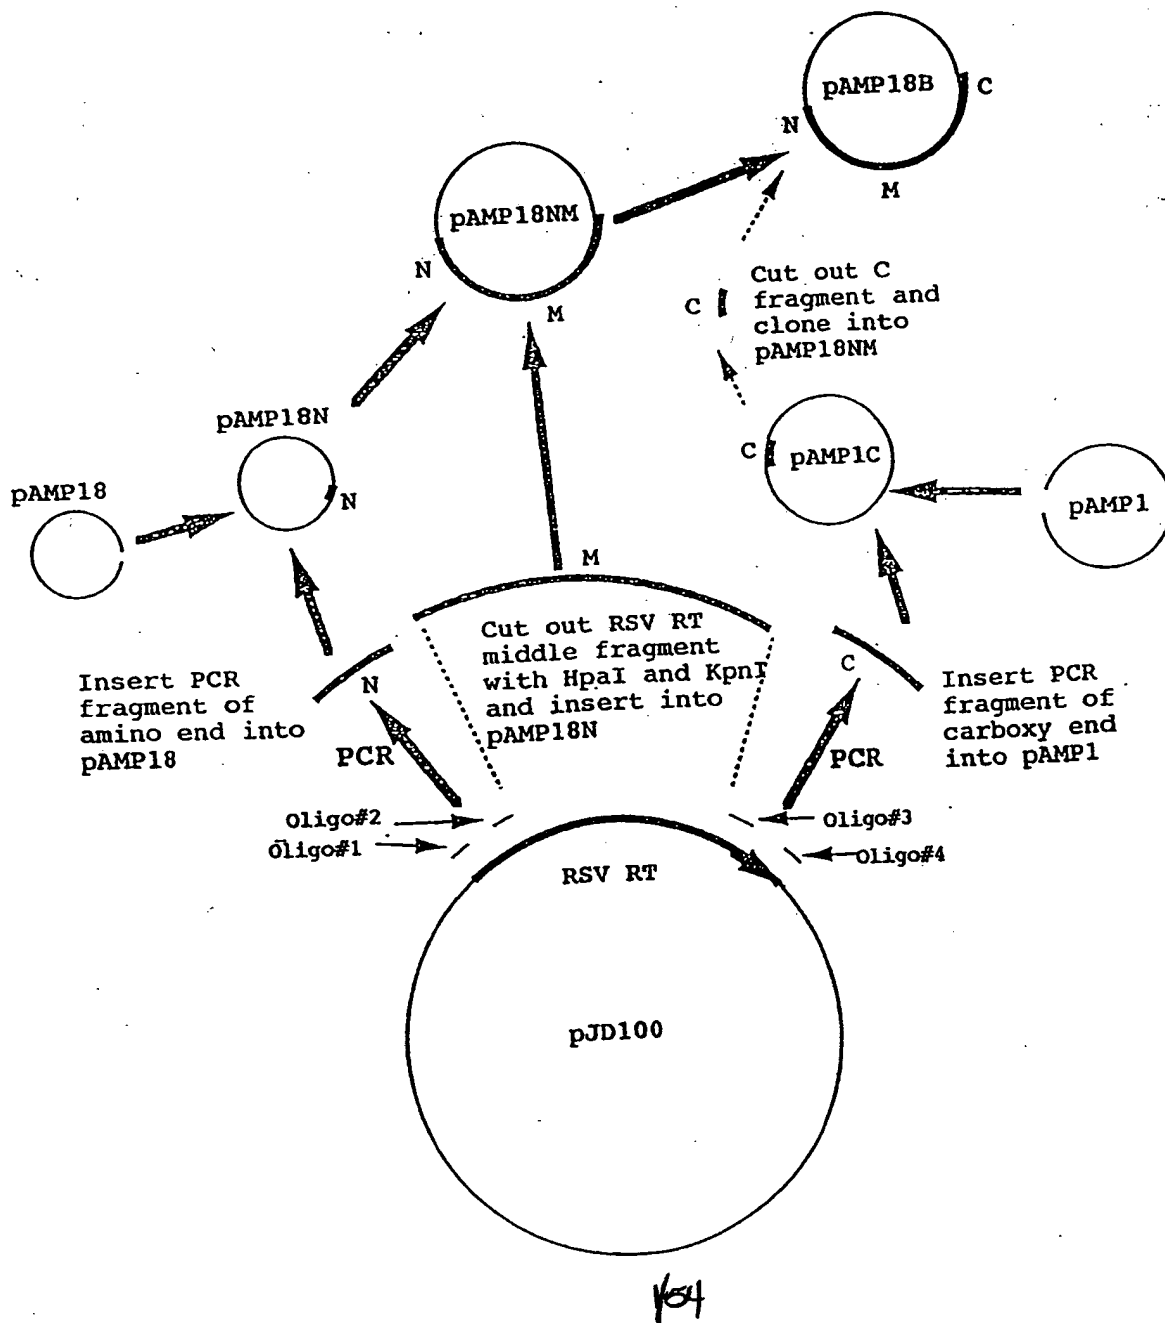 pAMP18B
C
N
M
pAMP18NM
N
M
Cut out C
fragment and
clone into
pAMP18NM
C
pAMP18N
N
pAMP18
C
pAMP1C
pAMP1
M
Cut out RSV RT
middle fragment
with HpaI and KpnI
and insert into
pAMP18N
Insert PCR
fragment of
amino end into
pAMP18
N
PCR
C
PCR
Insert PCR
fragment of
carboxy end
into pAMP1
Oligo#2
Oligo#1
Oligo#3
Oligo#4
RSV RT
pJD100